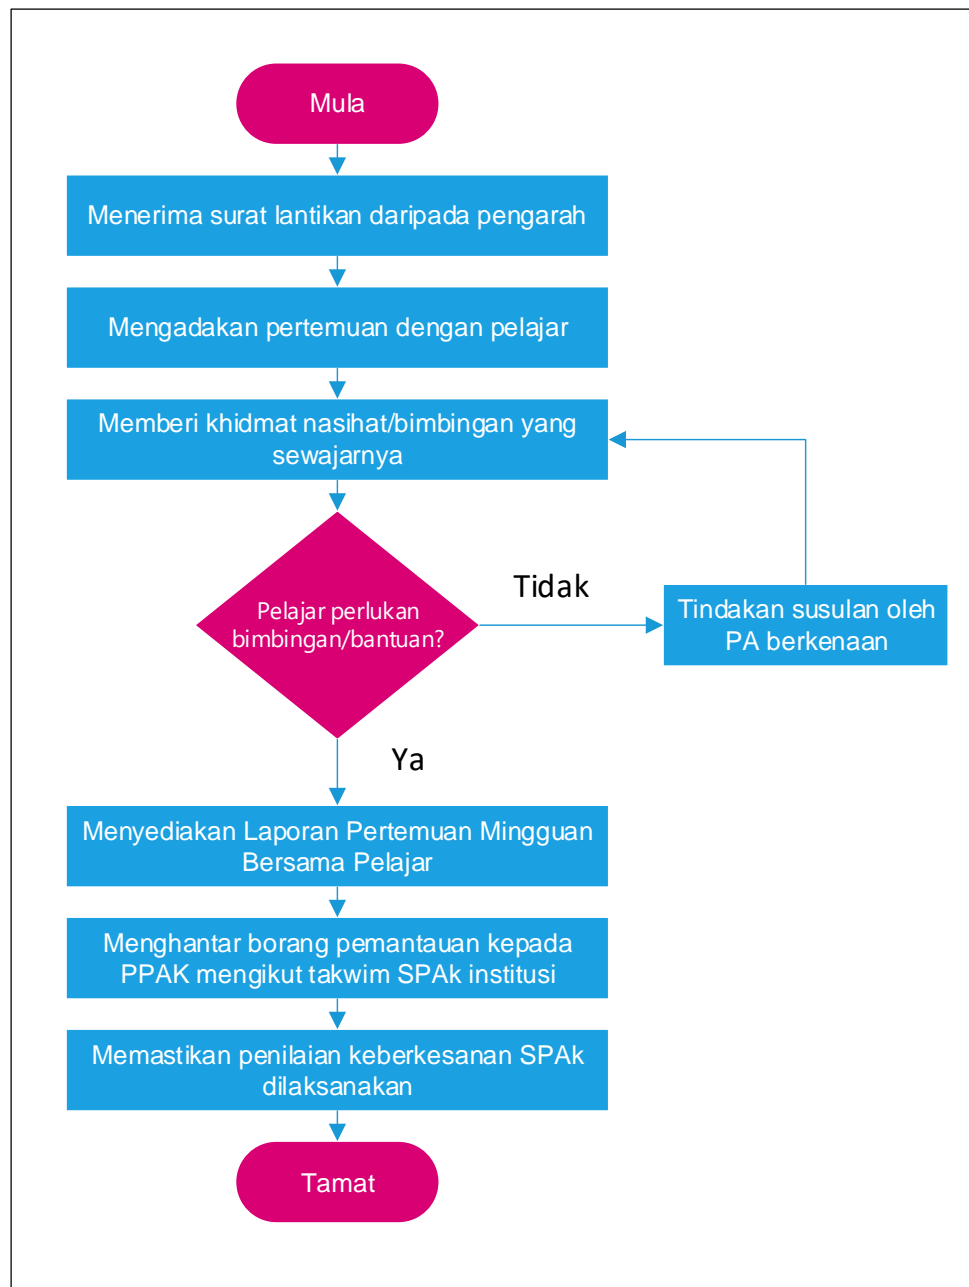 Mula
Menerima surat lantikan daripada pengarah
Mengadakan pertemuan dengan pelajar
Memberi khidmat nasihat/bimbingan yang
sewajarnya
Pelajar perlukan
bimbingan/bantuan?
Tidak
Tindakan susulan oleh
PA berkenaan
Ya
Menyediakan Laporan Pertemuan Mingguan
Bersama Pelajar
Menghantar borang pemantauan kepada
PPAK mengikut takwim SPAk institusi
Memastikan penilaian keberkesanan SPAk
dilaksanakan
Tamat